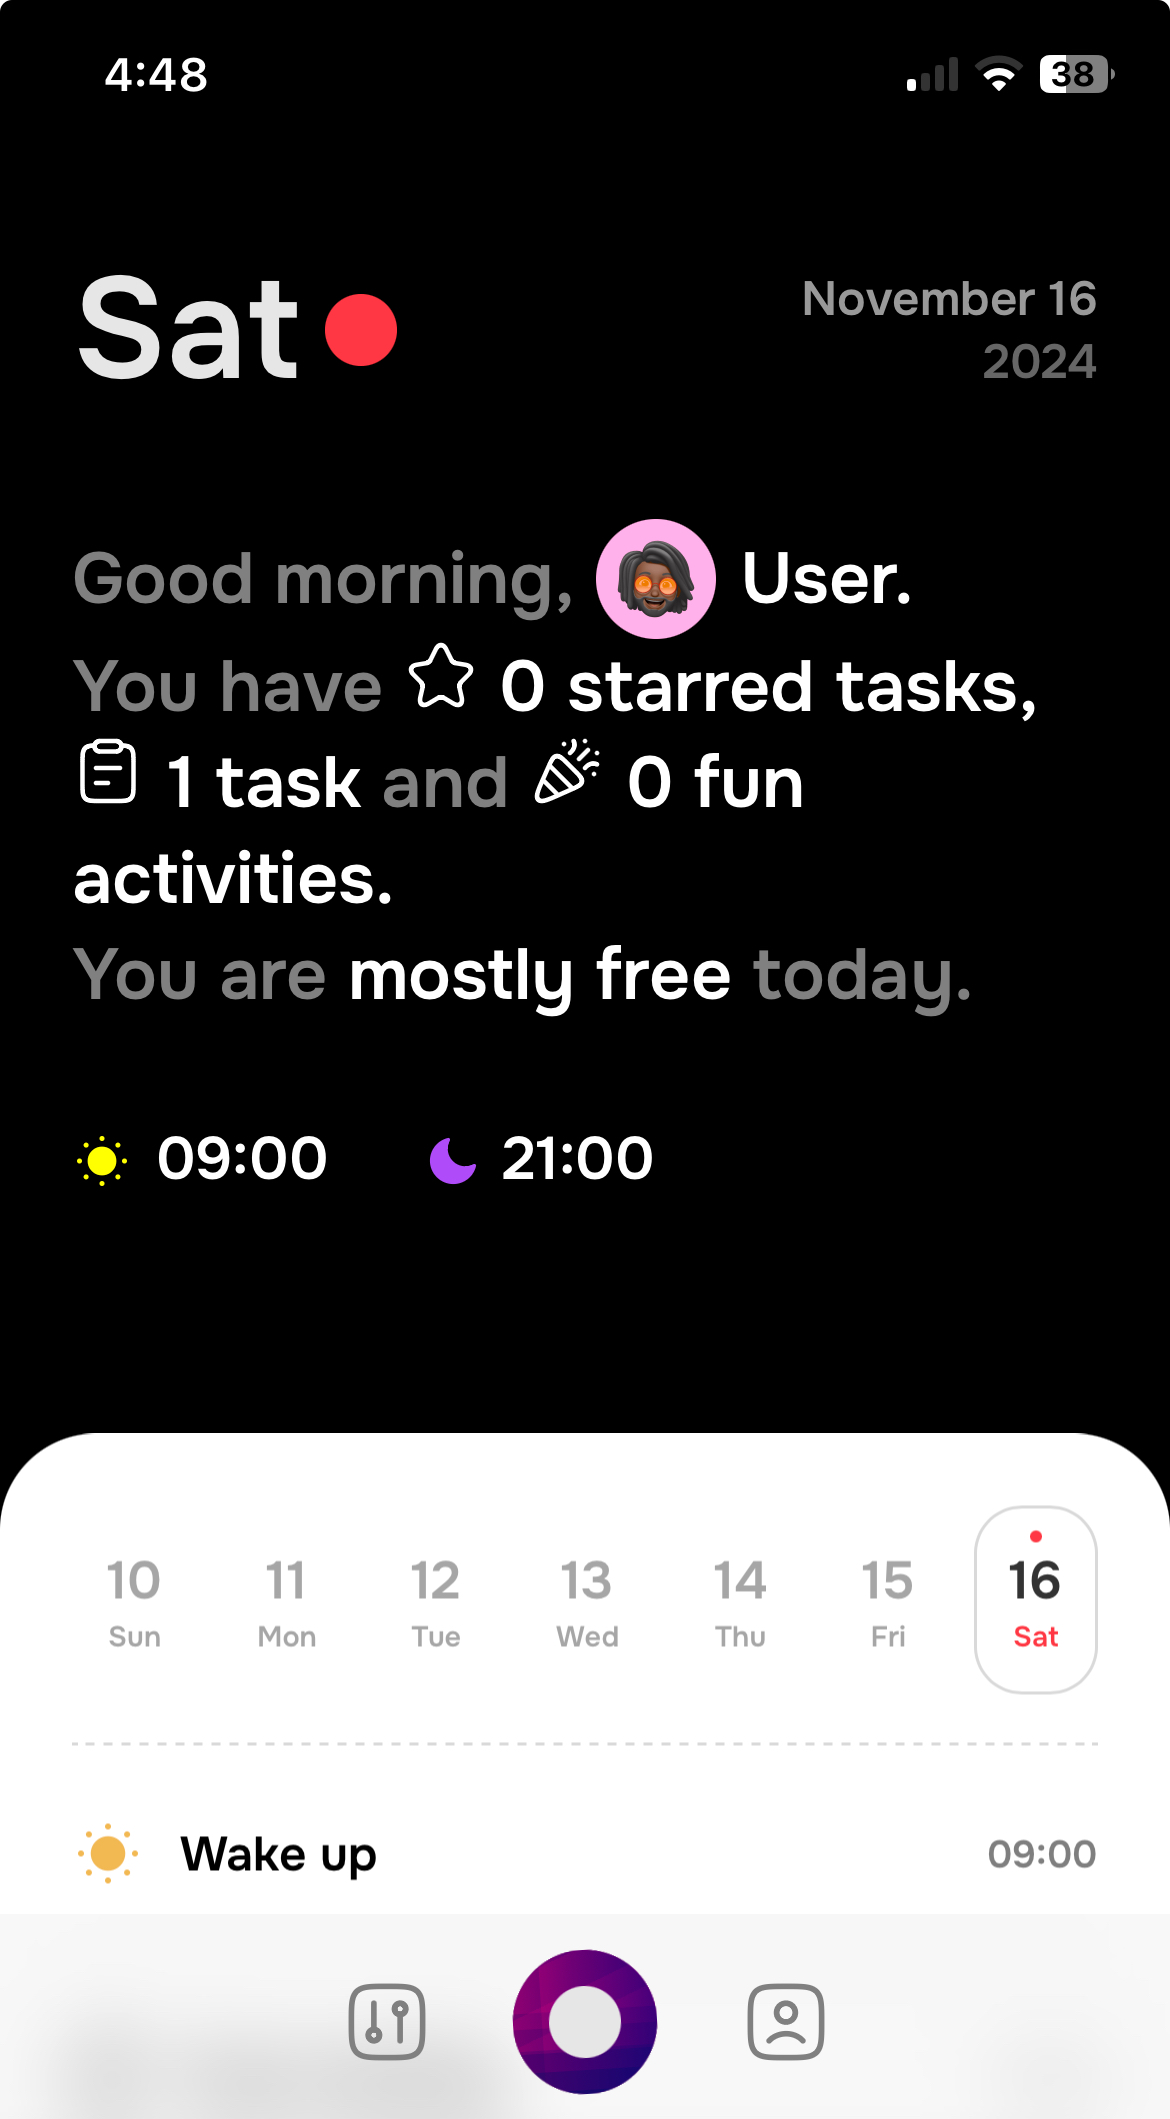 4:48
38
Sat
November 16
2024
Good morning, User.
You have 0 starred tasks,
1 task and 0 fun
activities.
You are mostly free today.
09:00 21:00
10 11 12 13 14 15 16
Sun Mon Tue Wed Thu Fri Sat
Wake up 09:00